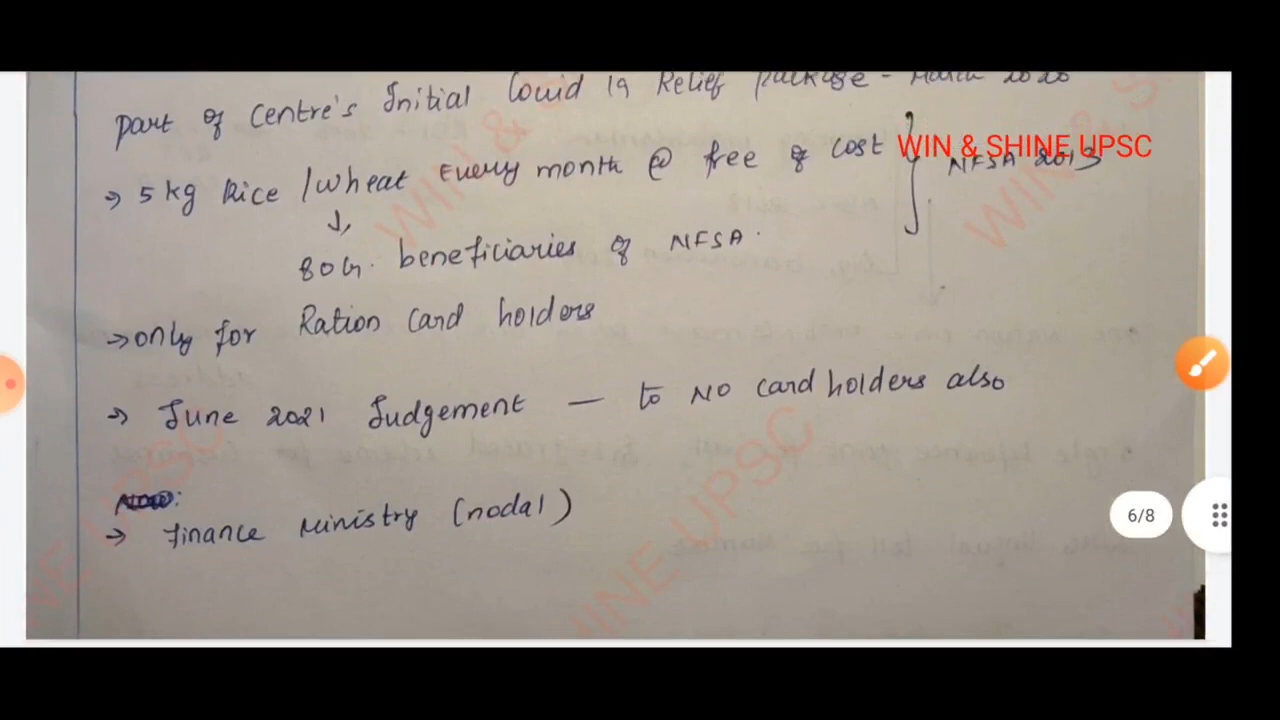 part of Centre's Initial Covid 19 Relief package - March 2020
→ 5 kg Rice / Wheat Every month @ free of cost } NFSA 2013
WIN & SHINE UPSC
↓
80 Cr. beneficiaries of NFSA.
→ only for Ration card holders
→ June 2021 Judgement — to NO card holders also
→ Finance Ministry (nodal)
6/8